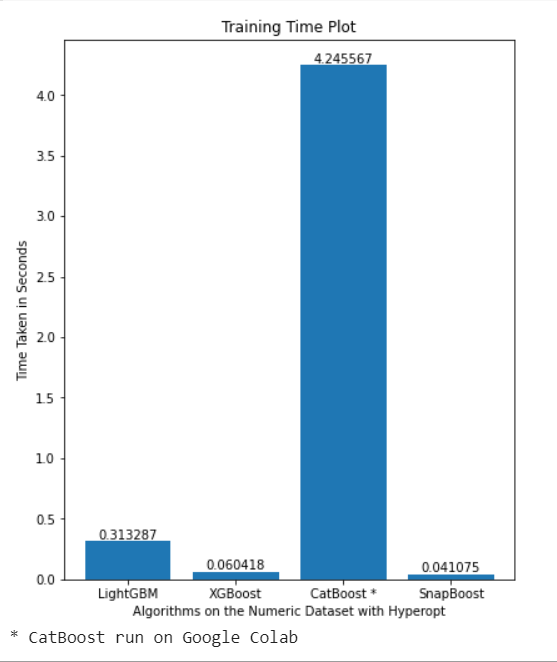 Training Time Plot
4.245567
4.0
3.5
3.0
2.5
2.0
1.5
1.0
0.5
0.0
Time Taken in Seconds
0.313287
0.060418
0.041075
LightGBM XGBoost CatBoost * SnapBoost
Algorithms on the Numeric Dataset with Hyperopt
* CatBoost run on Google Colab